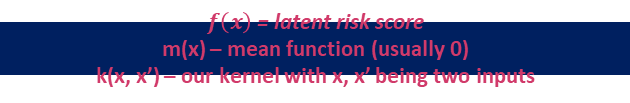 f(x) = latent risk score
m(x) – mean function (usually 0)
k(x, x’) – our kernel with x, x’ being two inputs